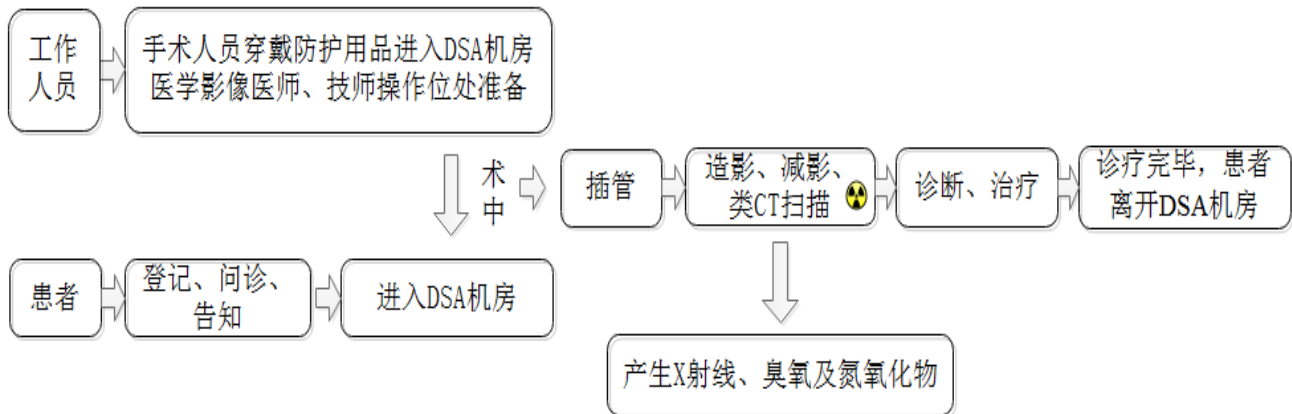 工作
人员
手术人员穿戴防护用品进入DSA机房
医学影像医师、技师操作位处准备
术
中
插管
造影、减影、
类CT扫描
诊断、治疗
诊疗完毕，患者
离开DSA机房
患者
登记、问诊、
告知
进入DSA机房
产生X射线、臭氧及氮氧化物